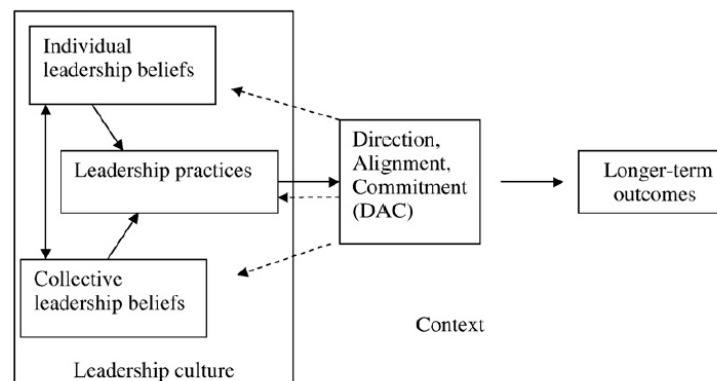 Individual
leadership beliefs
Leadership practices
Collective
leadership beliefs
Leadership culture
Direction,
Alignment,
Commitment
(DAC)
Longer-term
outcomes
Context